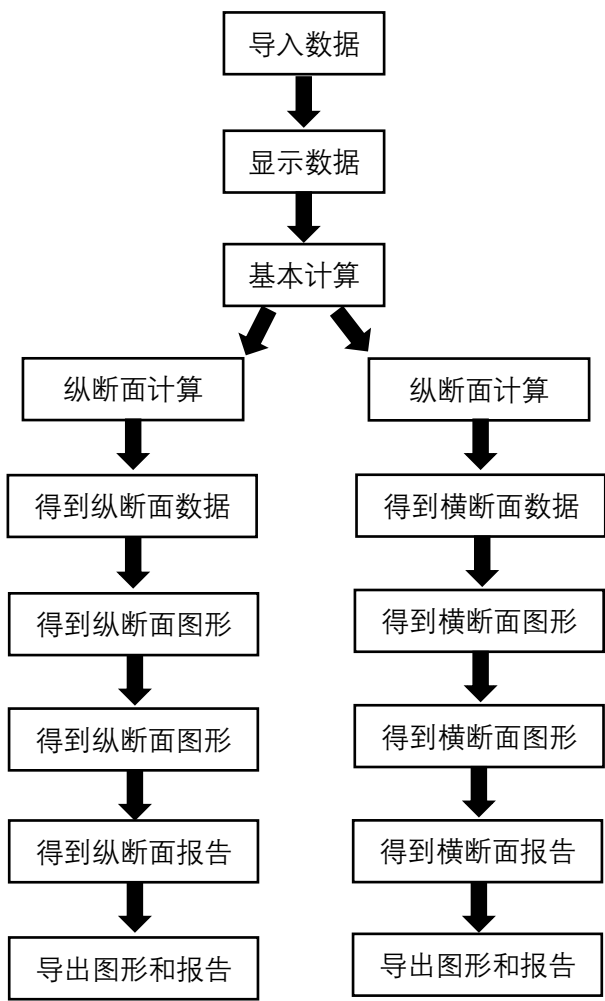 导入数据
显示数据
基本计算
纵断面计算
纵断面计算
得到纵断面数据
得到横断面数据
得到纵断面图形
得到横断面图形
得到纵断面图形
得到横断面图形
得到纵断面报告
得到横断面报告
导出图形和报告
导出图形和报告